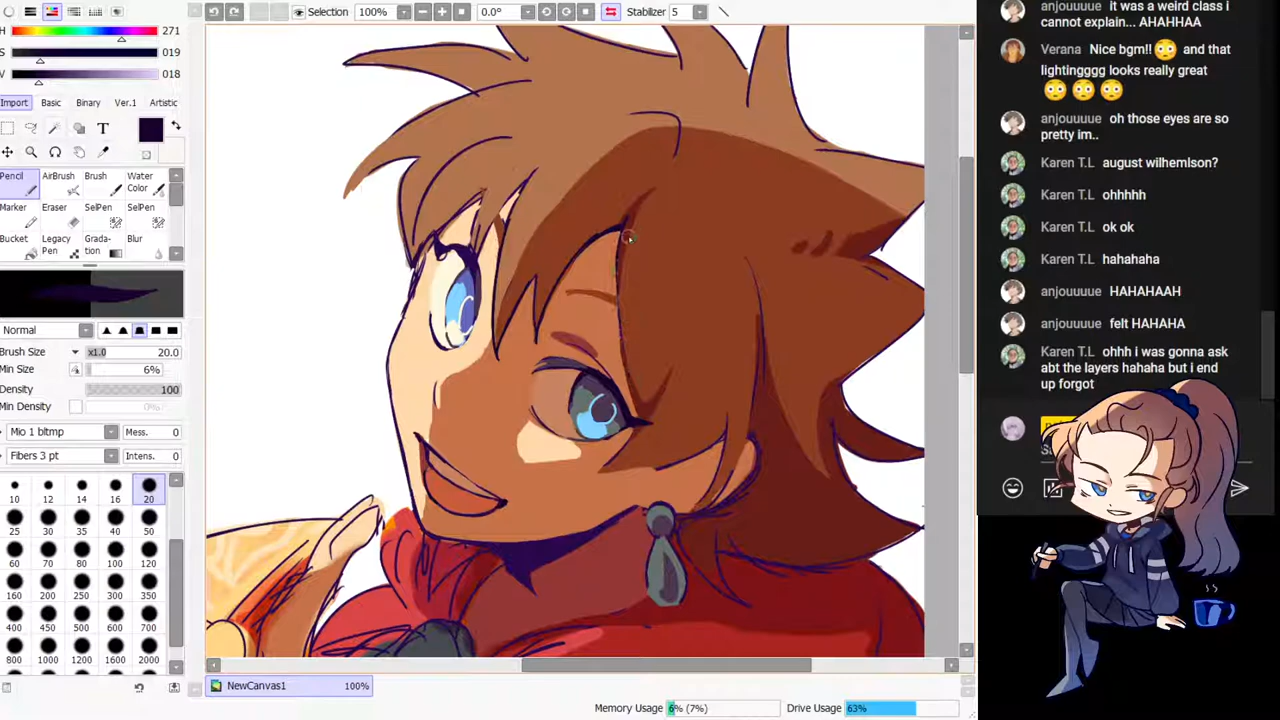 Selection 100% 0.0° Stabilizer 5
H 271
S 019
V 018
Import Basic Binary Ver.1 Artistic
T
Pencil AirBrush Brush Water Color
Marker Eraser SelPen SelPen
Bucket Legacy Pen Grada-tion Blur
Normal
Brush Size x1.0 20.0
Min Size 6%
Density 100
Min Density 0%
Mio 1 bltmp Mess. 0
Fibers 3 pt Intens. 0
10 12 14 16 20
25 30 35 40 50
60 70 80 100 120
160 200 250 300 350
400 450 500 600 700
800 1000 1200 1600 2000
NewCanvas1 100%
Memory Usage 6% (7%) Drive Usage 63%
anjouuuue it was a weird class i
cannot explain... AHAHHAA
Verana Nice bgm!!😳 and that
lightingggg looks really great
😳😳😳
anjouuuue oh those eyes are so
pretty im..
Karen T.L august wilhemlson?
Karen T.L ohhhhh
Karen T.L ok ok
Karen T.L hahahaha
anjouuuue HAHAHAAH
anjouuuue felt HAHAHA
Karen T.L ohhh i was gonna ask
abt the layers hahaha but i end
up forgot